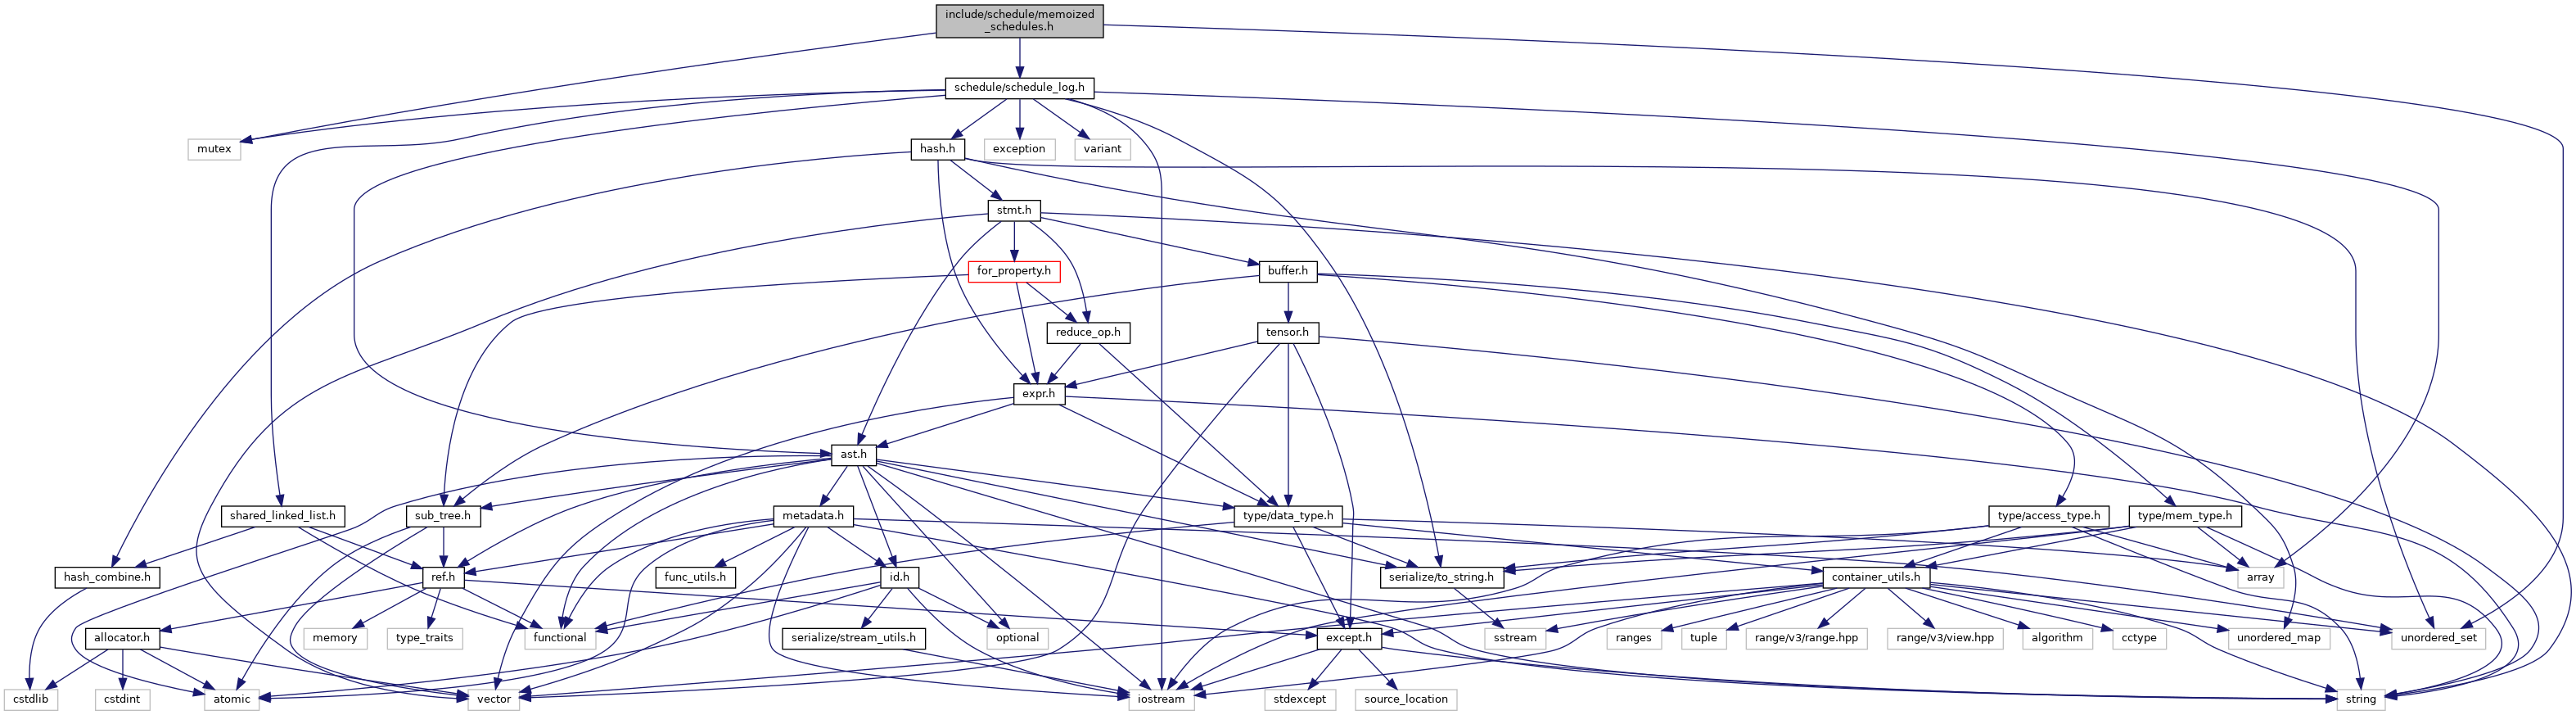 include/schedule/memoized
_schedules.h
schedule/schedule_log.h
mutex
hash.h
exception
variant
stmt.h
for_property.h
buffer.h
reduce_op.h
tensor.h
expr.h
ast.h
shared_linked_list.h
sub_tree.h
metadata.h
type/data_type.h
type/access_type.h
type/mem_type.h
hash_combine.h
ref.h
func_utils.h
id.h
serialize/to_string.h
container_utils.h
array
allocator.h
memory
type_traits
functional
serialize/stream_utils.h
optional
except.h
sstream
ranges
tuple
range/v3/range.hpp
range/v3/view.hpp
algorithm
cctype
unordered_map
unordered_set
cstdlib
cstdint
atomic
vector
iostream
stdexcept
source_location
string